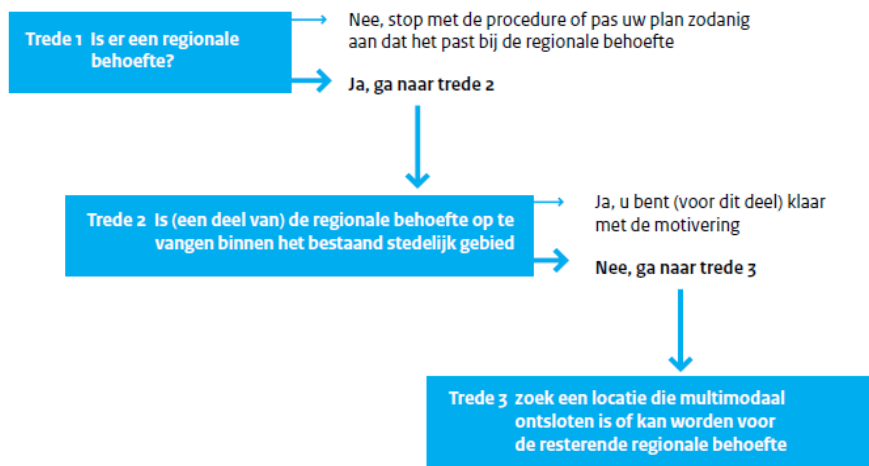 Trede 1 Is er een regionale
behoefte?
Nee, stop met de procedure of pas uw plan zodanig
aan dat het past bij de regionale behoefte
Ja, ga naar trede 2
Trede 2 Is (een deel van) de regionale behoefte op te
vangen binnen het bestaand stedelijk gebied
Ja, u bent (voor dit deel) klaar
met de motivering
Nee, ga naar trede 3
Trede 3 zoek een locatie die multimodaal
ontsloten is of kan worden voor
de resterende regionale behoefte